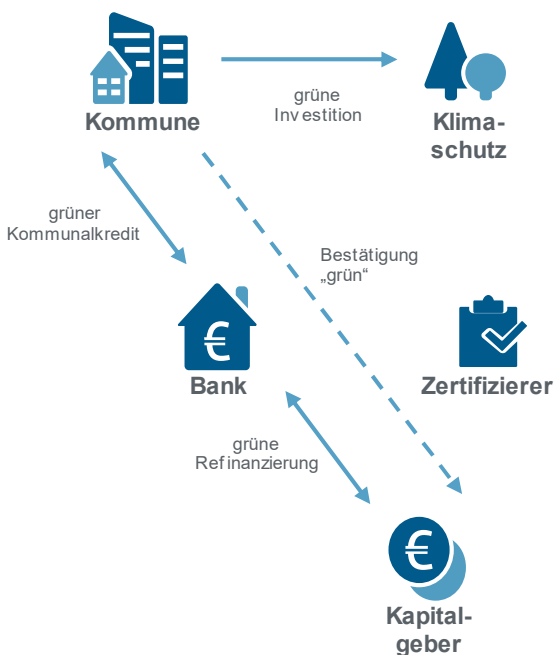 grüne
Investition
Kommune
Klima-
schutz
grüner
Kommunalkredit
Bestätigung
„grün“
€
Bank
Zertifizierer
grüne
Refinanzierung
€
Kapital-
geber